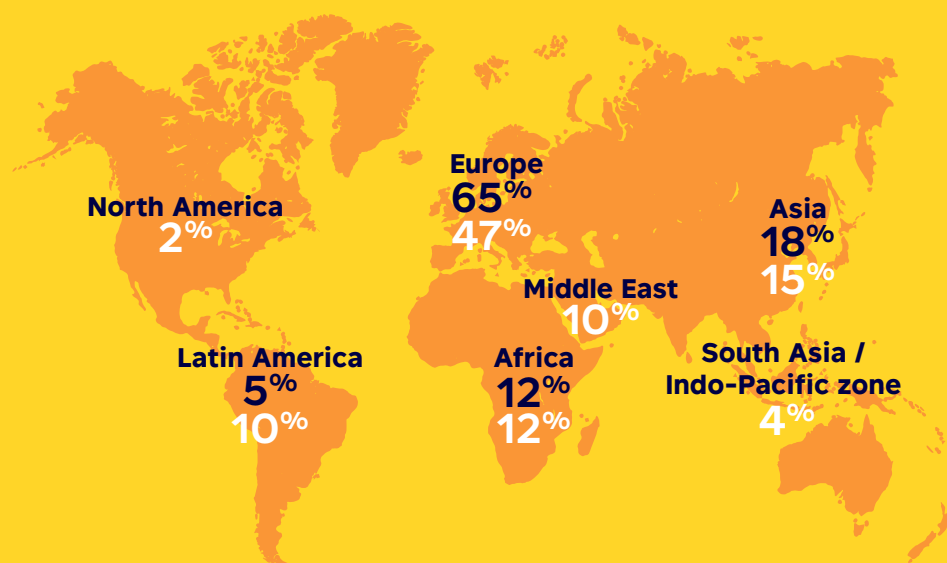 North America
2%
Europe
65%
47%
Asia
18%
15%
Middle East
10%
Latin America
5%
10%
Africa
12%
12%
South Asia /
Indo-Pacific zone
4%